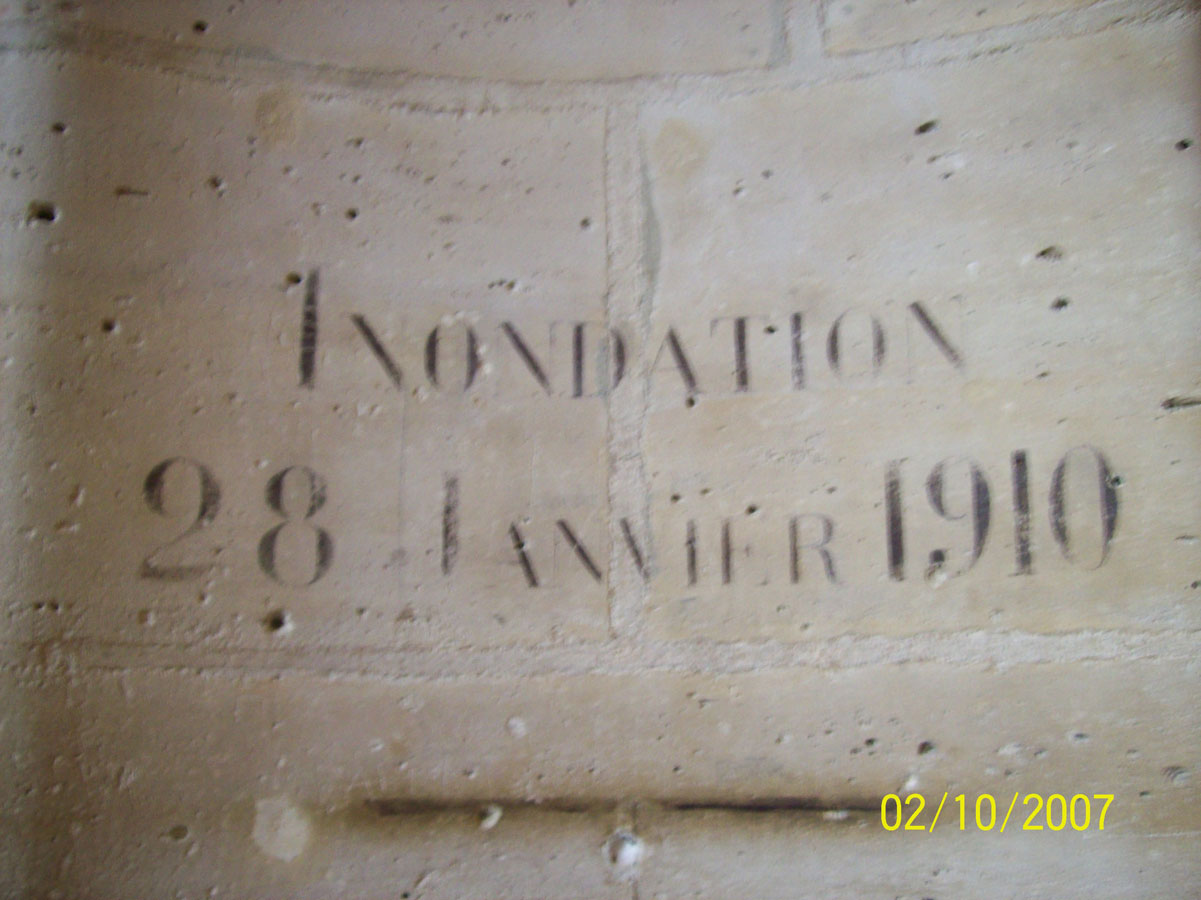 INONDATION
28 JANVIER 1910
02/10/2007